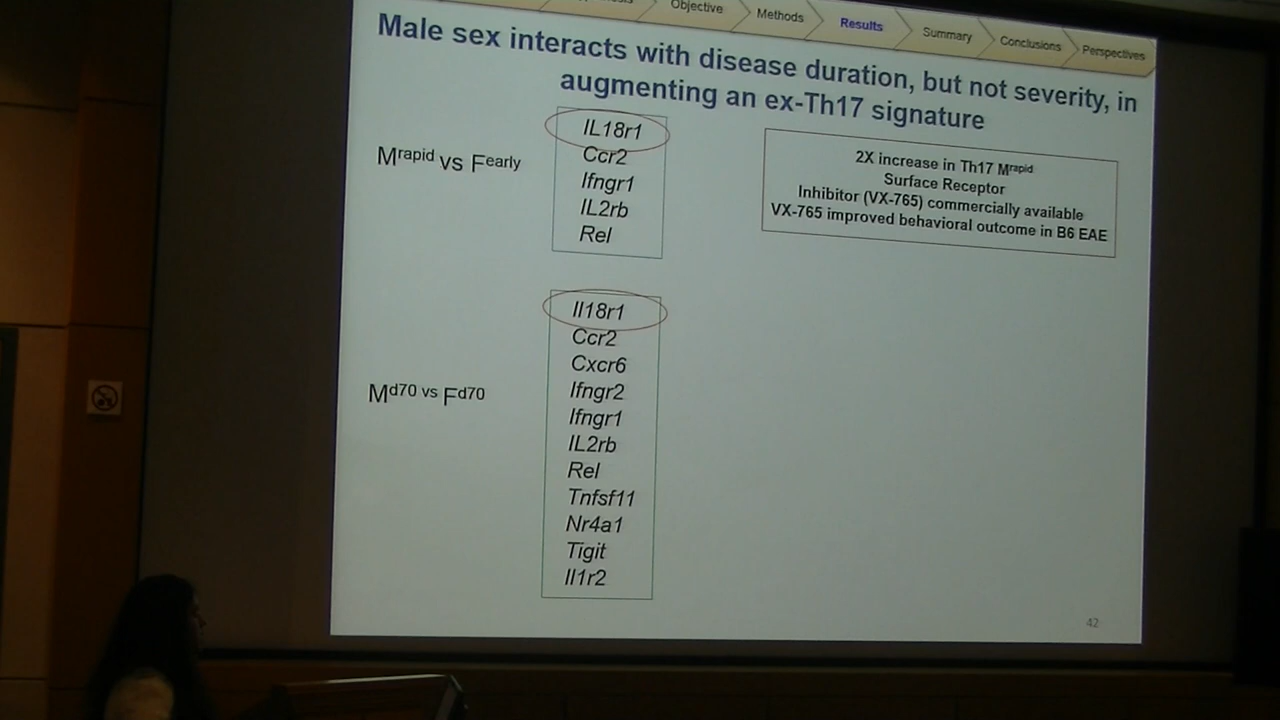 Objective
Methods
Results
Summary
Conclusions
Perspectives
Male sex interacts with disease duration, but not severity, in
augmenting an ex-Th17 signature
Mrapid vs Fearly
IL18r1
Ccr2
Ifngr1
IL2rb
Rel
2X increase in Th17 Mrapid
Surface Receptor
Inhibitor (VX-765) commercially available
VX-765 improved behavioral outcome in B6 EAE
Md70 vs Fd70
Il18r1
Ccr2
Cxcr6
Ifngr2
Ifngr1
IL2rb
Rel
Tnfsf11
Nr4a1
Tigit
Il1r2
42